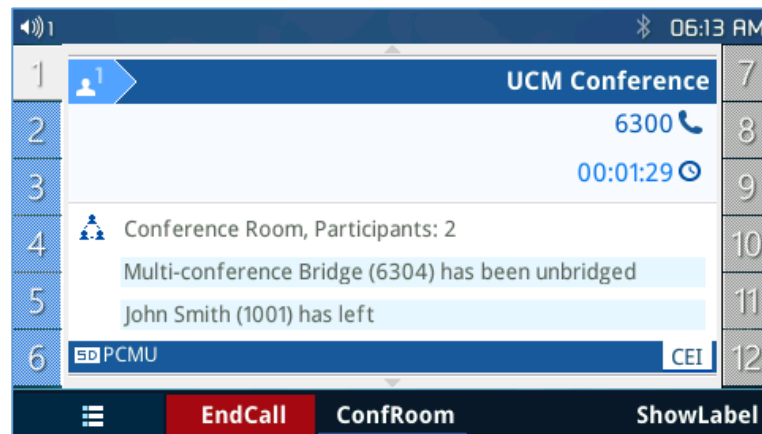 1 06:13 AM
1 1 UCM Conference 7
2 6300 8
3 00:01:29 9
4 Conference Room, Participants: 2 10
Multi-conference Bridge (6304) has been unbridged
5 John Smith (1001) has left 11
6 SD PCMU CEI 12
EndCall ConfRoom ShowLabel